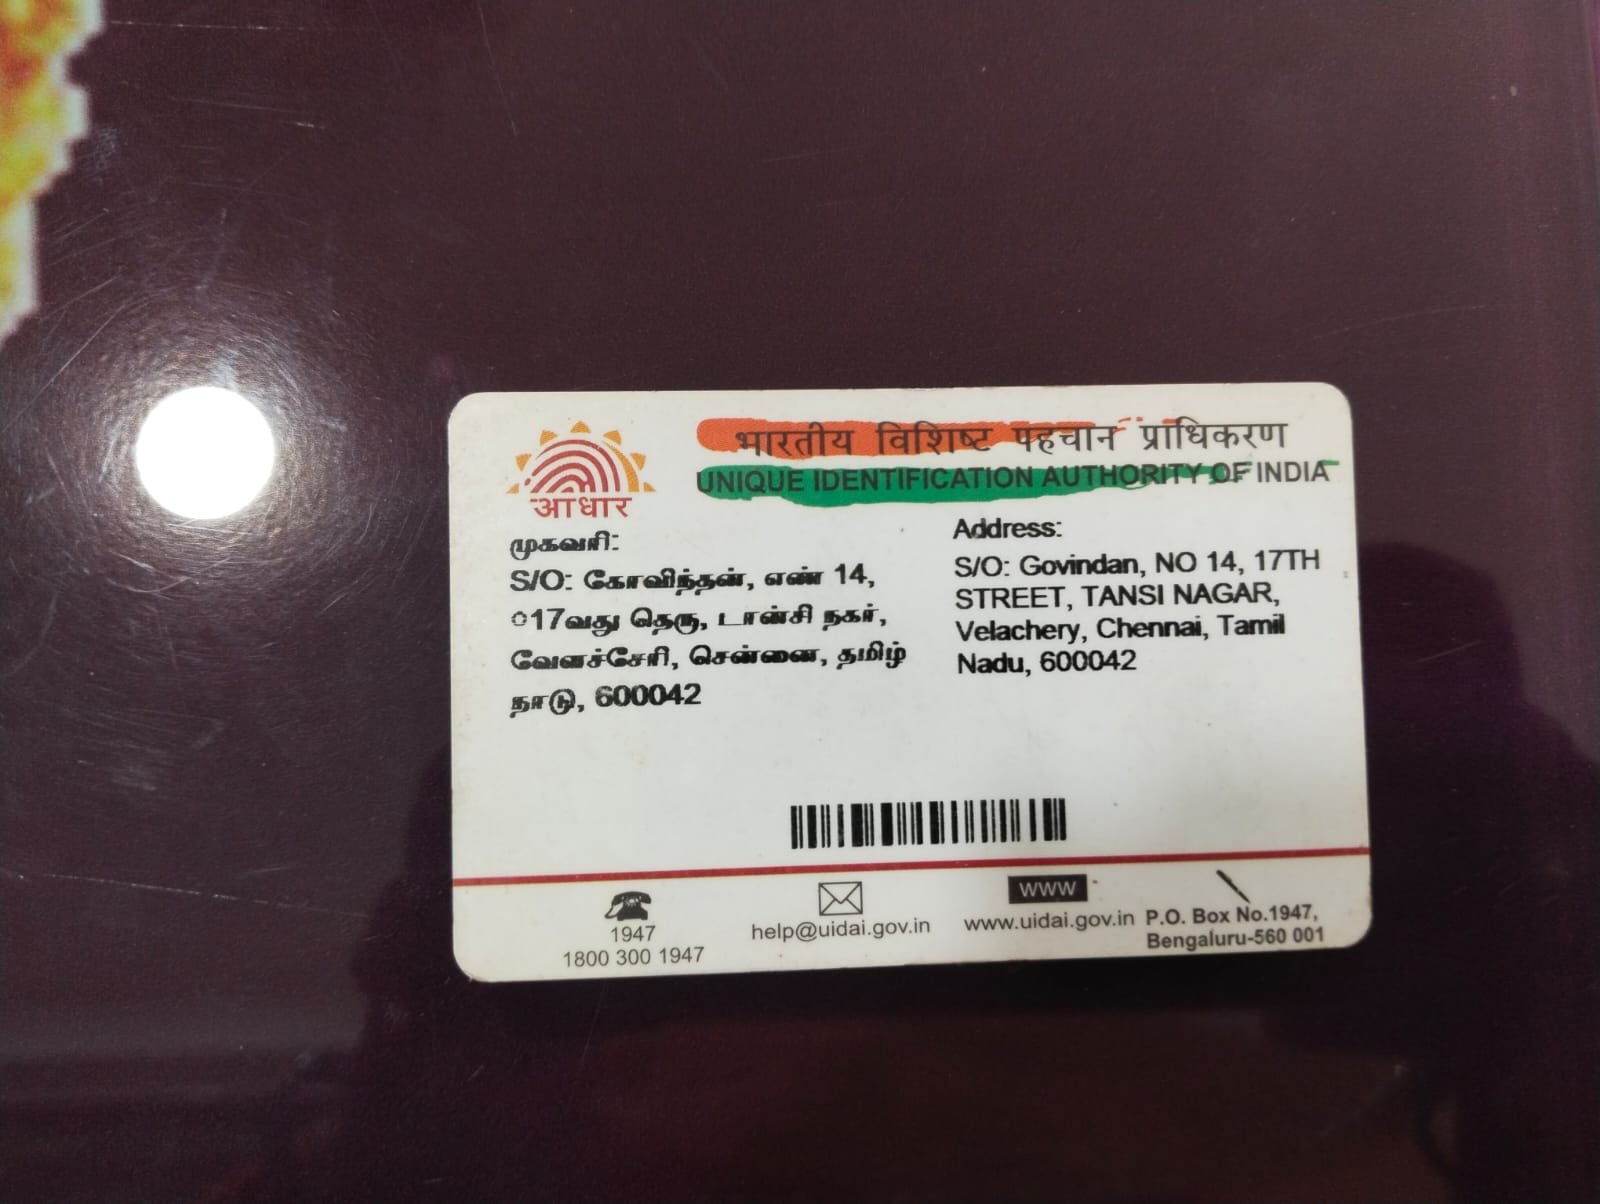 भारतीय विशिष्ट पहचान प्राधिकरण
UNIQUE IDENTIFICATION AUTHORITY OF INDIA
आधार
முகவரி:
S/O: கோவிந்தன், எண் 14,
◌17வது தெரு, டான்சி நகர்,
வேளச்சேரி, சென்னை, தமிழ்
நாடு, 600042
Address:
S/O: Govindan, NO 14, 17TH
STREET, TANSI NAGAR,
Velachery, Chennai, Tamil
Nadu, 600042
1947
1800 300 1947
help@uidai.gov.in
WWW
www.uidai.gov.in
P.O. Box No.1947,
Bengaluru-560 001